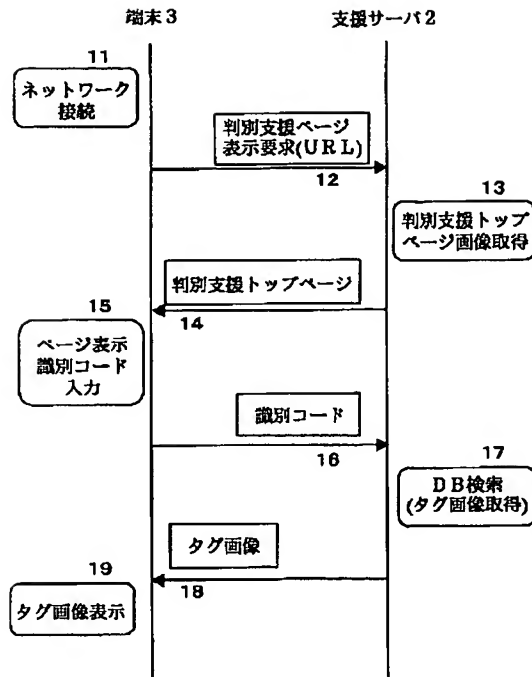 端末3
支援サーバ2
11
ネットワーク
接続
判別支援ページ
表示要求(URL)
12
13
判別支援トップ
ページ画像取得
判別支援トップページ
14
15
ページ表示
識別コード
入力
識別コード
16
17
DB検索
(タグ画像取得)
タグ画像
18
19
タグ画像表示